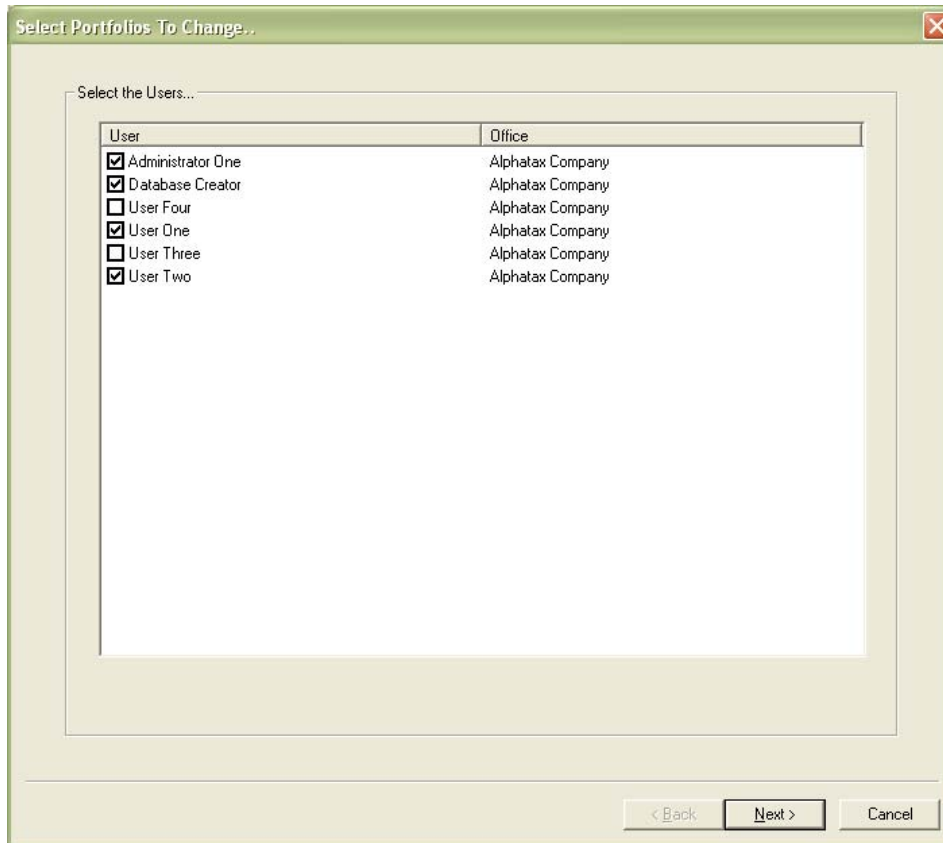 Select Portfolios To Change..
Select the Users...
User Office
Administrator One Alphatax Company
Database Creator Alphatax Company
User Four Alphatax Company
User One Alphatax Company
User Three Alphatax Company
User Two Alphatax Company
< Back Next > Cancel